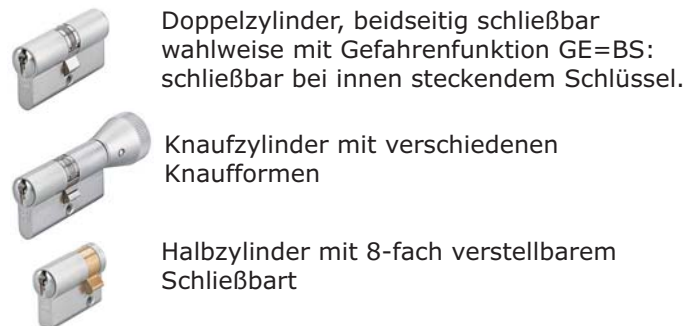 Doppelzylinder, beidseitig schließbar
wahlweise mit Gefahrenfunktion GE=BS:
schließbar bei innen steckendem Schlüssel.
Knaufzylinder mit verschiedenen
Knaufformen
Halbzylinder mit 8-fach verstellbarem
Schließbart